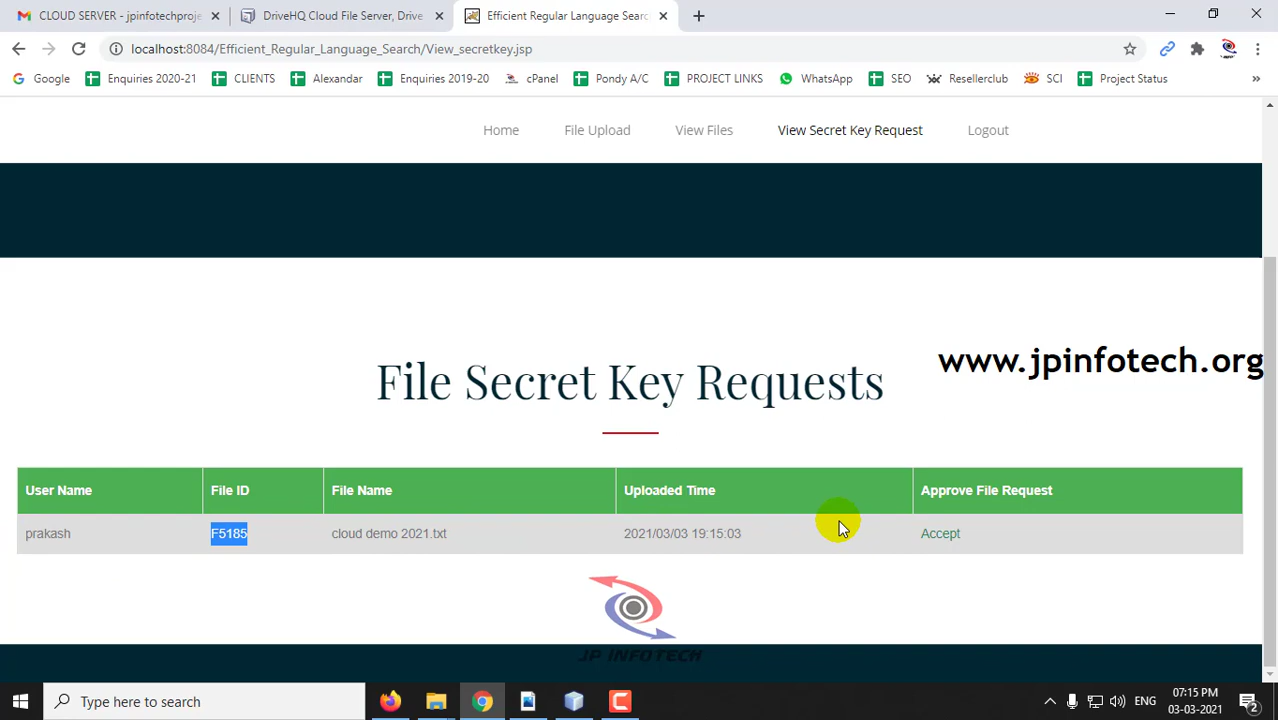 CLOUD SERVER - jpinfotechproje
DriveHQ Cloud File Server, Drive
Efficient Regular Language Searc
localhost:8084/Efficient_Regular_Language_Search/View_secretkey.jsp
Google
Enquiries 2020-21
CLIENTS
Alexandar
Enquiries 2019-20
cPanel
Pondy A/C
PROJECT LINKS
WhatsApp
SEO
Resellerclub
SCI
Project Status
Home
File Upload
View Files
View Secret Key Request
Logout
www.jpinfotech.org
File Secret Key Requests
User Name
File ID
File Name
Uploaded Time
Approve File Request
prakash
F5185
cloud demo 2021.txt
2021/03/03 19:15:03
Accept
JP INFOTECH
Type here to search
ENG
07:15 PM
03-03-2021
2